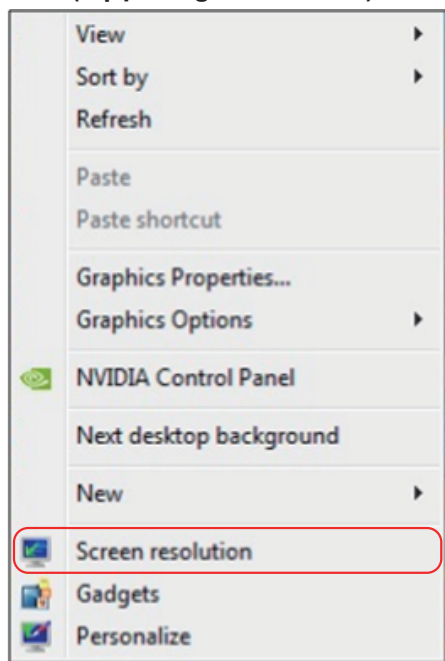 View
Sort by
Refresh
Paste
Paste shortcut
Graphics Properties...
Graphics Options
NVIDIA Control Panel
Next desktop background
New
Screen resolution
Gadgets
Personalize